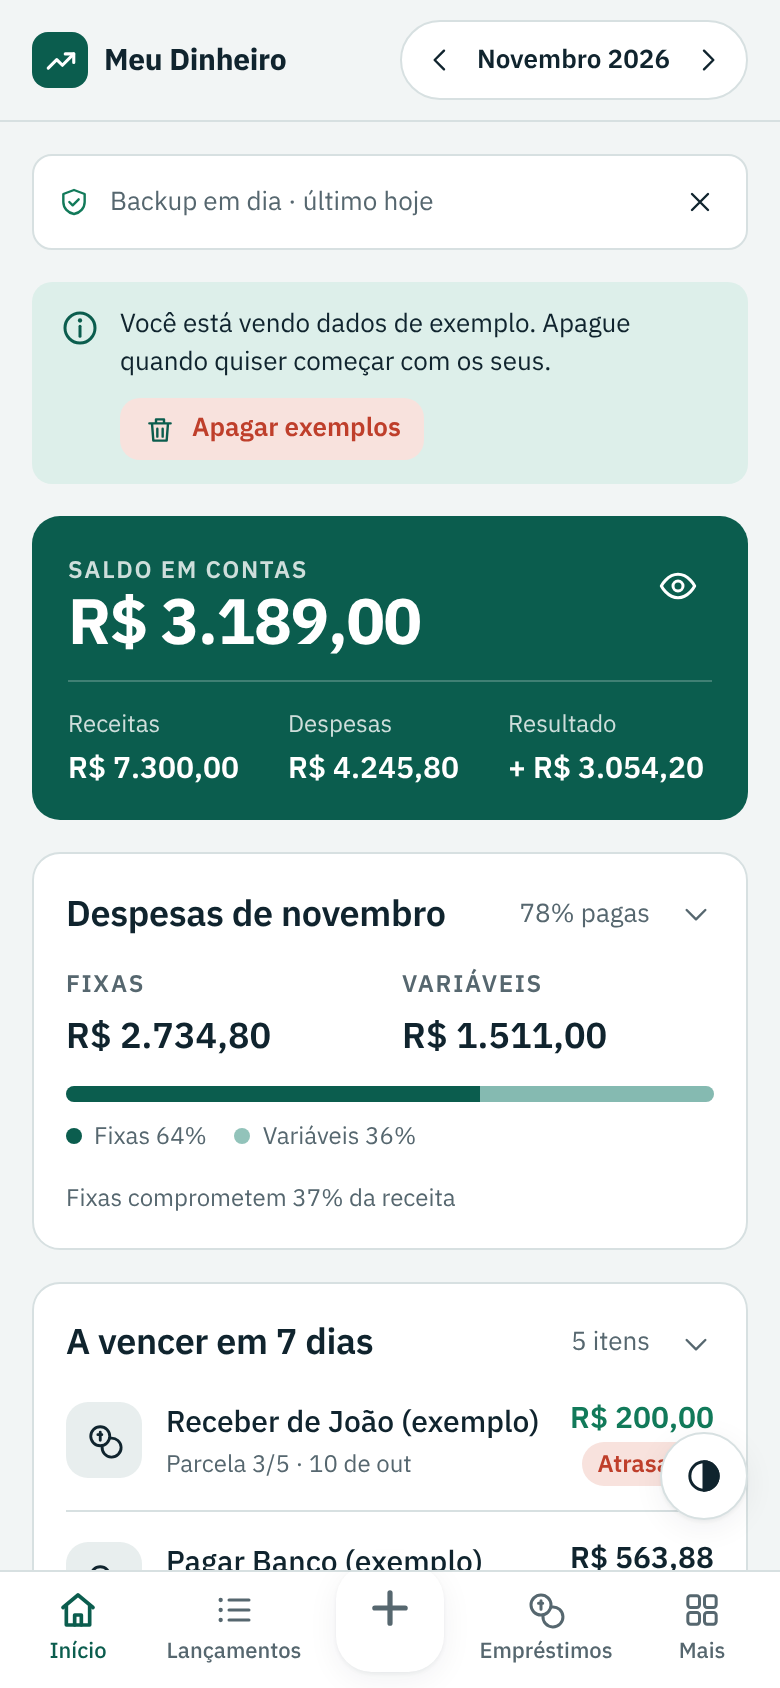 Meu Dinheiro
Novembro 2026
Backup em dia · último hoje
Você está vendo dados de exemplo. Apague
quando quiser começar com os seus.
Apagar exemplos
SALDO EM CONTAS
R$ 3.189,00
Receitas Despesas Resultado
R$ 7.300,00 R$ 4.245,80 + R$ 3.054,20
Despesas de novembro 78% pagas
FIXAS VARIÁVEIS
R$ 2.734,80 R$ 1.511,00
Fixas 64% Variáveis 36%
Fixas comprometem 37% da receita
A vencer em 7 dias 5 itens
Receber de João (exemplo) R$ 200,00
Parcela 3/5 · 10 de out
Pagar Banco (exemplo) R$ 563,88
Início Lançamentos Empréstimos Mais